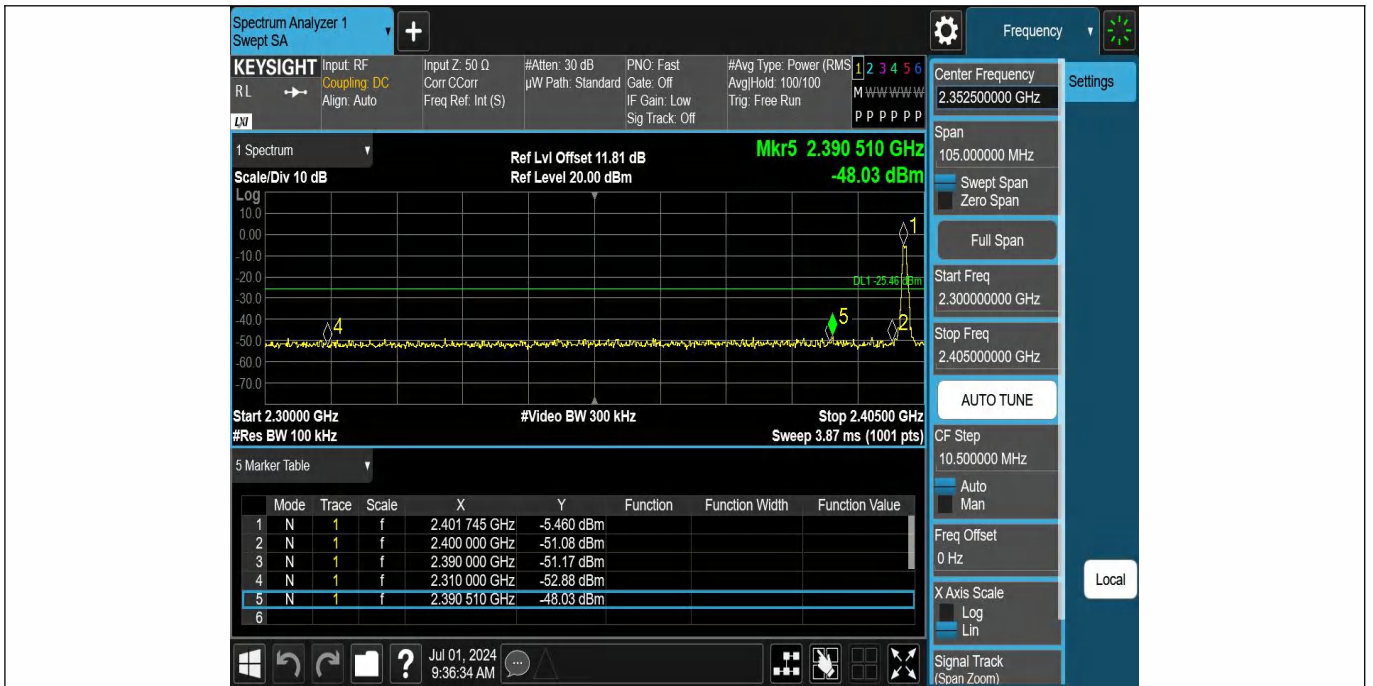 Spectrum Analyzer 1
Swept SA
Frequency
KEYSIGHT
RL
LXI
Input: RF
Coupling: DC
Align: Auto
Input Z: 50 Ω
Corr CCorr
Freq Ref: Int (S)
#Atten: 30 dB
µW Path: Standard
PNO: Fast
Gate: Off
IF Gain: Low
Sig Track: Off
#Avg Type: Power (RMS
Avg|Hold: 100/100
Trig: Free Run
1 2 3 4 5 6
M W W W W W
P P P P P P
1 Spectrum
Scale/Div 10 dB
Ref Lvl Offset 11.81 dB
Ref Level 20.00 dBm
Mkr5 2.390 510 GHz
-48.03 dBm
Log
10.0
0.00
-10.0
-20.0
-30.0
-40.0
-50.0
-60.0
-70.0
1
DL1 -25.46 dBm
4
5
2
Start 2.30000 GHz
#Video BW 300 kHz
Stop 2.40500 GHz
#Res BW 100 kHz
Sweep 3.87 ms (1001 pts)
5 Marker Table
Mode Trace Scale X Y Function Function Width Function Value
1 N 1 f 2.401 745 GHz -5.460 dBm
2 N 1 f 2.400 000 GHz -51.08 dBm
3 N 1 f 2.390 000 GHz -51.17 dBm
4 N 1 f 2.310 000 GHz -52.88 dBm
5 N 1 f 2.390 510 GHz -48.03 dBm
6
Jul 01, 2024
9:36:34 AM
Center Frequency
2.352500000 GHz
Settings
Span
105.000000 MHz
Swept Span
Zero Span
Full Span
Start Freq
2.300000000 GHz
Stop Freq
2.405000000 GHz
AUTO TUNE
CF Step
10.500000 MHz
Auto
Man
Freq Offset
0 Hz
X Axis Scale
Log
Lin
Local
Signal Track
(Span Zoom)